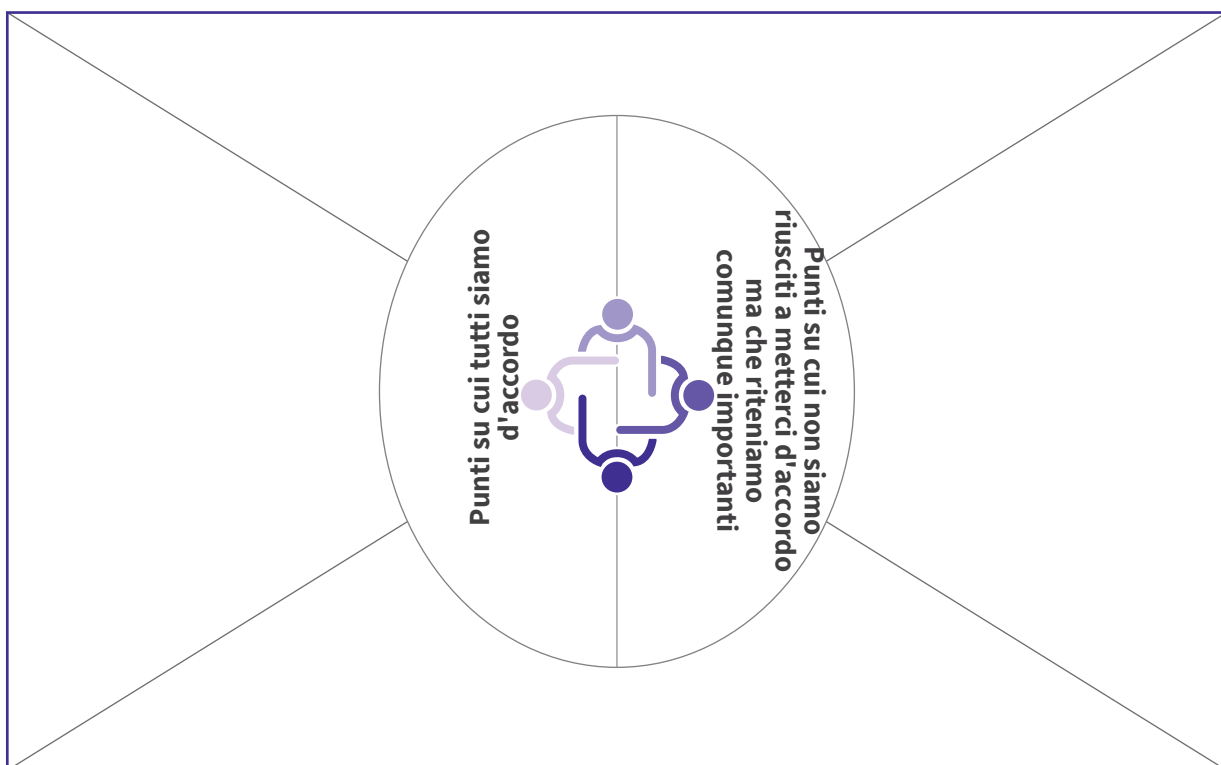 Punti su cui tutti siamo
d'accordo
Punti su cui non siamo
riusciti a metterci d'accordo
ma che riteniamo
comunque importanti